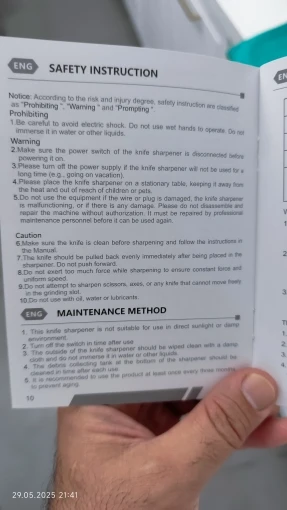 ENG SAFETY INSTRUCTION
Notice: According to the risk and injury degree, safety instruction are classified
as "Prohibiting", "Warning" and "Prompting".
Prohibiting
1.Be careful to avoid electric shock. Do not use wet hands to operate. Do not
immerse it in water or other liquids.
Warning
2.Make sure the power switch of the knife sharpener is disconnected before
powering it on.
3.Please turn off the power supply if the knife sharpener will not be used for a
long time (e.g., going on vacation).
4.Please place the knife sharpener on a stationary table, keeping it away from
the heat and out of reach of children or pets.
5.Do not use the equipment if the wire or plug is damaged, the knife sharpener
is malfunctioning, or if there is any damage. Please do not disassemble and
repair the machine without authorization. It must be repaired by professional
maintenance personnel before it can be used again.
Caution
6.Make sure the knife is clean before sharpening and follow the instructions in
the Manual.
7.The knife should be pulled back evenly immediately after being placed in the
sharpener. Do not push forward.
8.Do not exert too much force while sharpening to ensure constant force and
uniform speed.
9.Do not attempt to sharpen scissors, axes, or any knife that cannot move freely
in the grinding slot.
10.Do not use with oil, water or lubricants.
ENG MAINTENANCE METHOD
1. This knife sharpener is not suitable for use in direct sunlight or damp
environment.
2. Turn off the switch in time after use
3. The outside of the knife sharpener should be wiped clean with a damp
cloth and do not immerse it in water or other liquids.
4. The debris collecting tank at the bottom of the sharpener should be
cleaned in time after each use.
5. It is recommended to use the product at least once every three months
to prevent aging.
10
29.05.2025 21:41